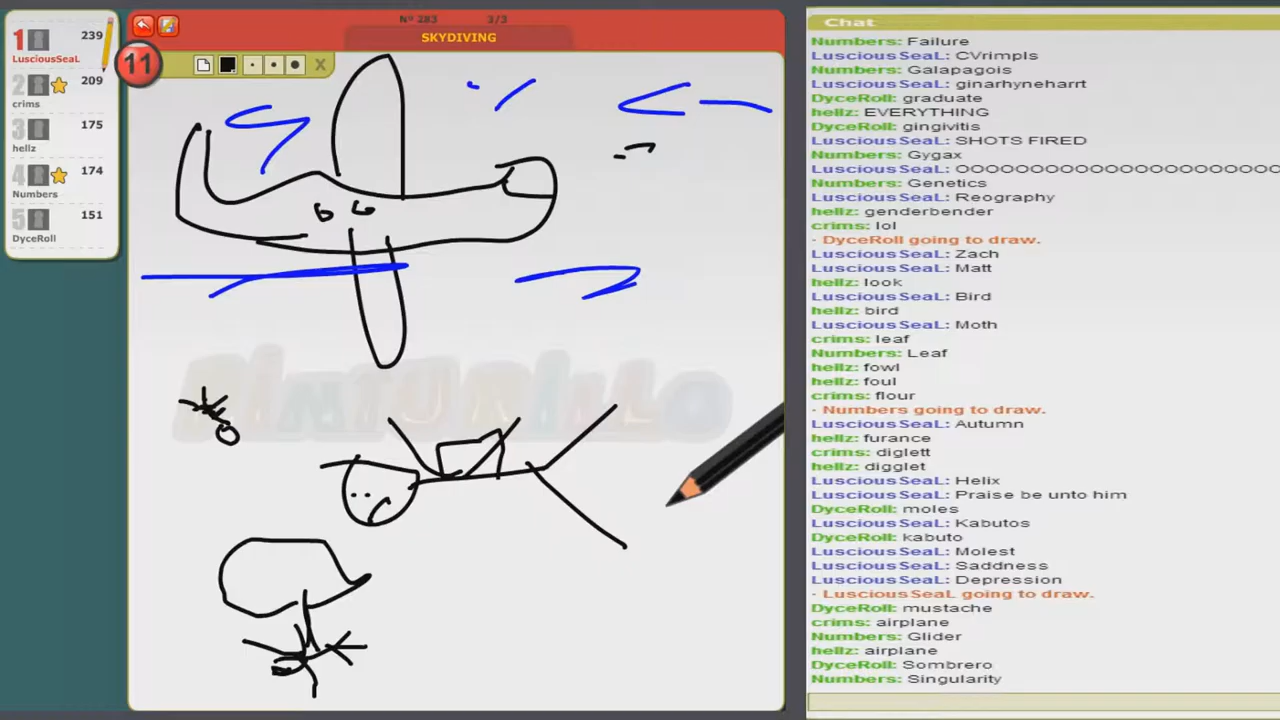 Nº 283 3/3
SKYDIVING
11
1 239
LusciousSeaL
2 209
crims
3 175
hellz
4 174
Numbers
5 151
DyceRoll
Chat
Numbers: Failure
LusciousSeaL: CVrimpls
Numbers: Galapagois
LusciousSeaL: ginarhyneharrt
DyceRoll: graduate
hellz: EVERYTHING
DyceRoll: gingivitis
LusciousSeaL: SHOTS FIRED
Numbers: Gygax
Numbers: Genetics
LusciousSeaL: Reography
hellz: genderbender
crims: lol
- DyceRoll going to draw.
LusciousSeaL: Zach
LusciousSeaL: Matt
hellz: look
LusciousSeaL: Bird
hellz: bird
LusciousSeaL: Moth
crims: leaf
Numbers: Leaf
hellz: fowl
hellz: foul
crims: flour
- Numbers going to draw.
LusciousSeaL: Autumn
hellz: furance
crims: diglett
hellz: digglet
LusciousSeaL: Helix
LusciousSeaL: Praise be unto him
DyceRoll: moles
LusciousSeaL: Kabutos
DyceRoll: kabuto
LusciousSeaL: Molest
LusciousSeaL: Saddness
LusciousSeaL: Depression
- LusciousSeaL going to draw.
DyceRoll: mustache
crims: airplane
Numbers: Glider
hellz: airplane
DyceRoll: Sombrero
Numbers: Singularity